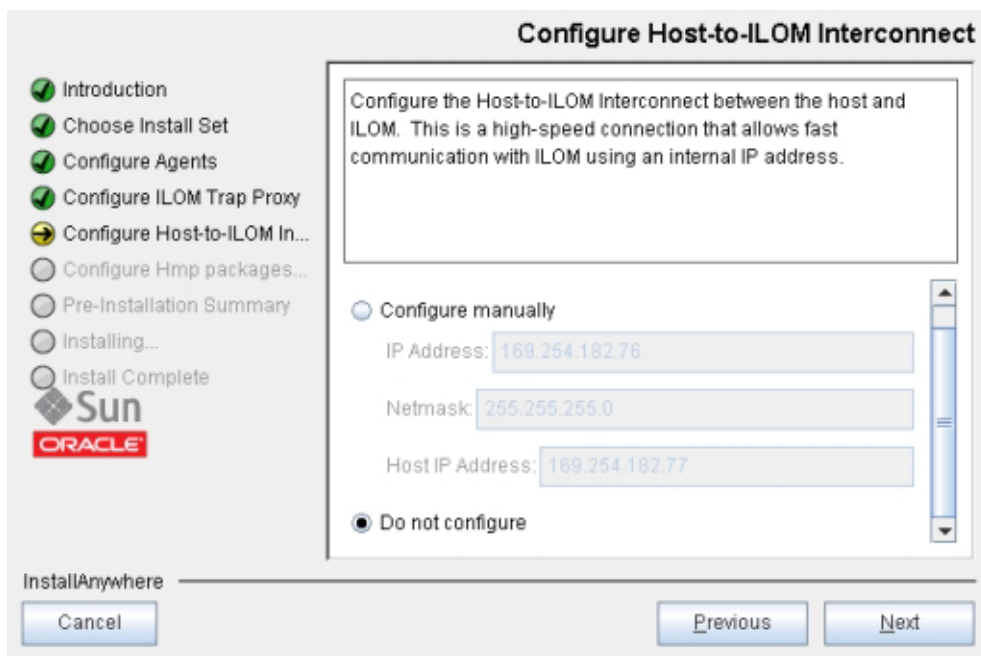 Configure Host-to-ILOM Interconnect
Introduction
Choose Install Set
Configure Agents
Configure ILOM Trap Proxy
Configure Host-to-ILOM In...
Configure Hmp packages...
Pre-Installation Summary
Installing...
Install Complete
Sun
ORACLE
Configure the Host-to-ILOM Interconnect between the host and
ILOM. This is a high-speed connection that allows fast
communication with ILOM using an internal IP address.
Configure manually
IP Address: 169.254.182.76
Netmask: 255.255.255.0
Host IP Address: 169.254.182.77
Do not configure
InstallAnywhere
Cancel
Previous
Next